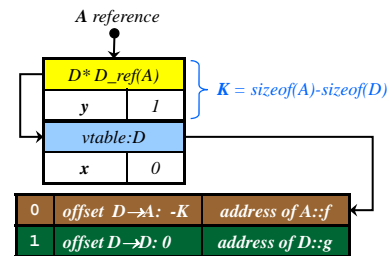 A reference
D* D_ref(A)
y 1
K = sizeof(A)-sizeof(D)
vtable:D
x 0
0 offset D→A: -K address of A::f
1 offset D→D: 0 address of D::g